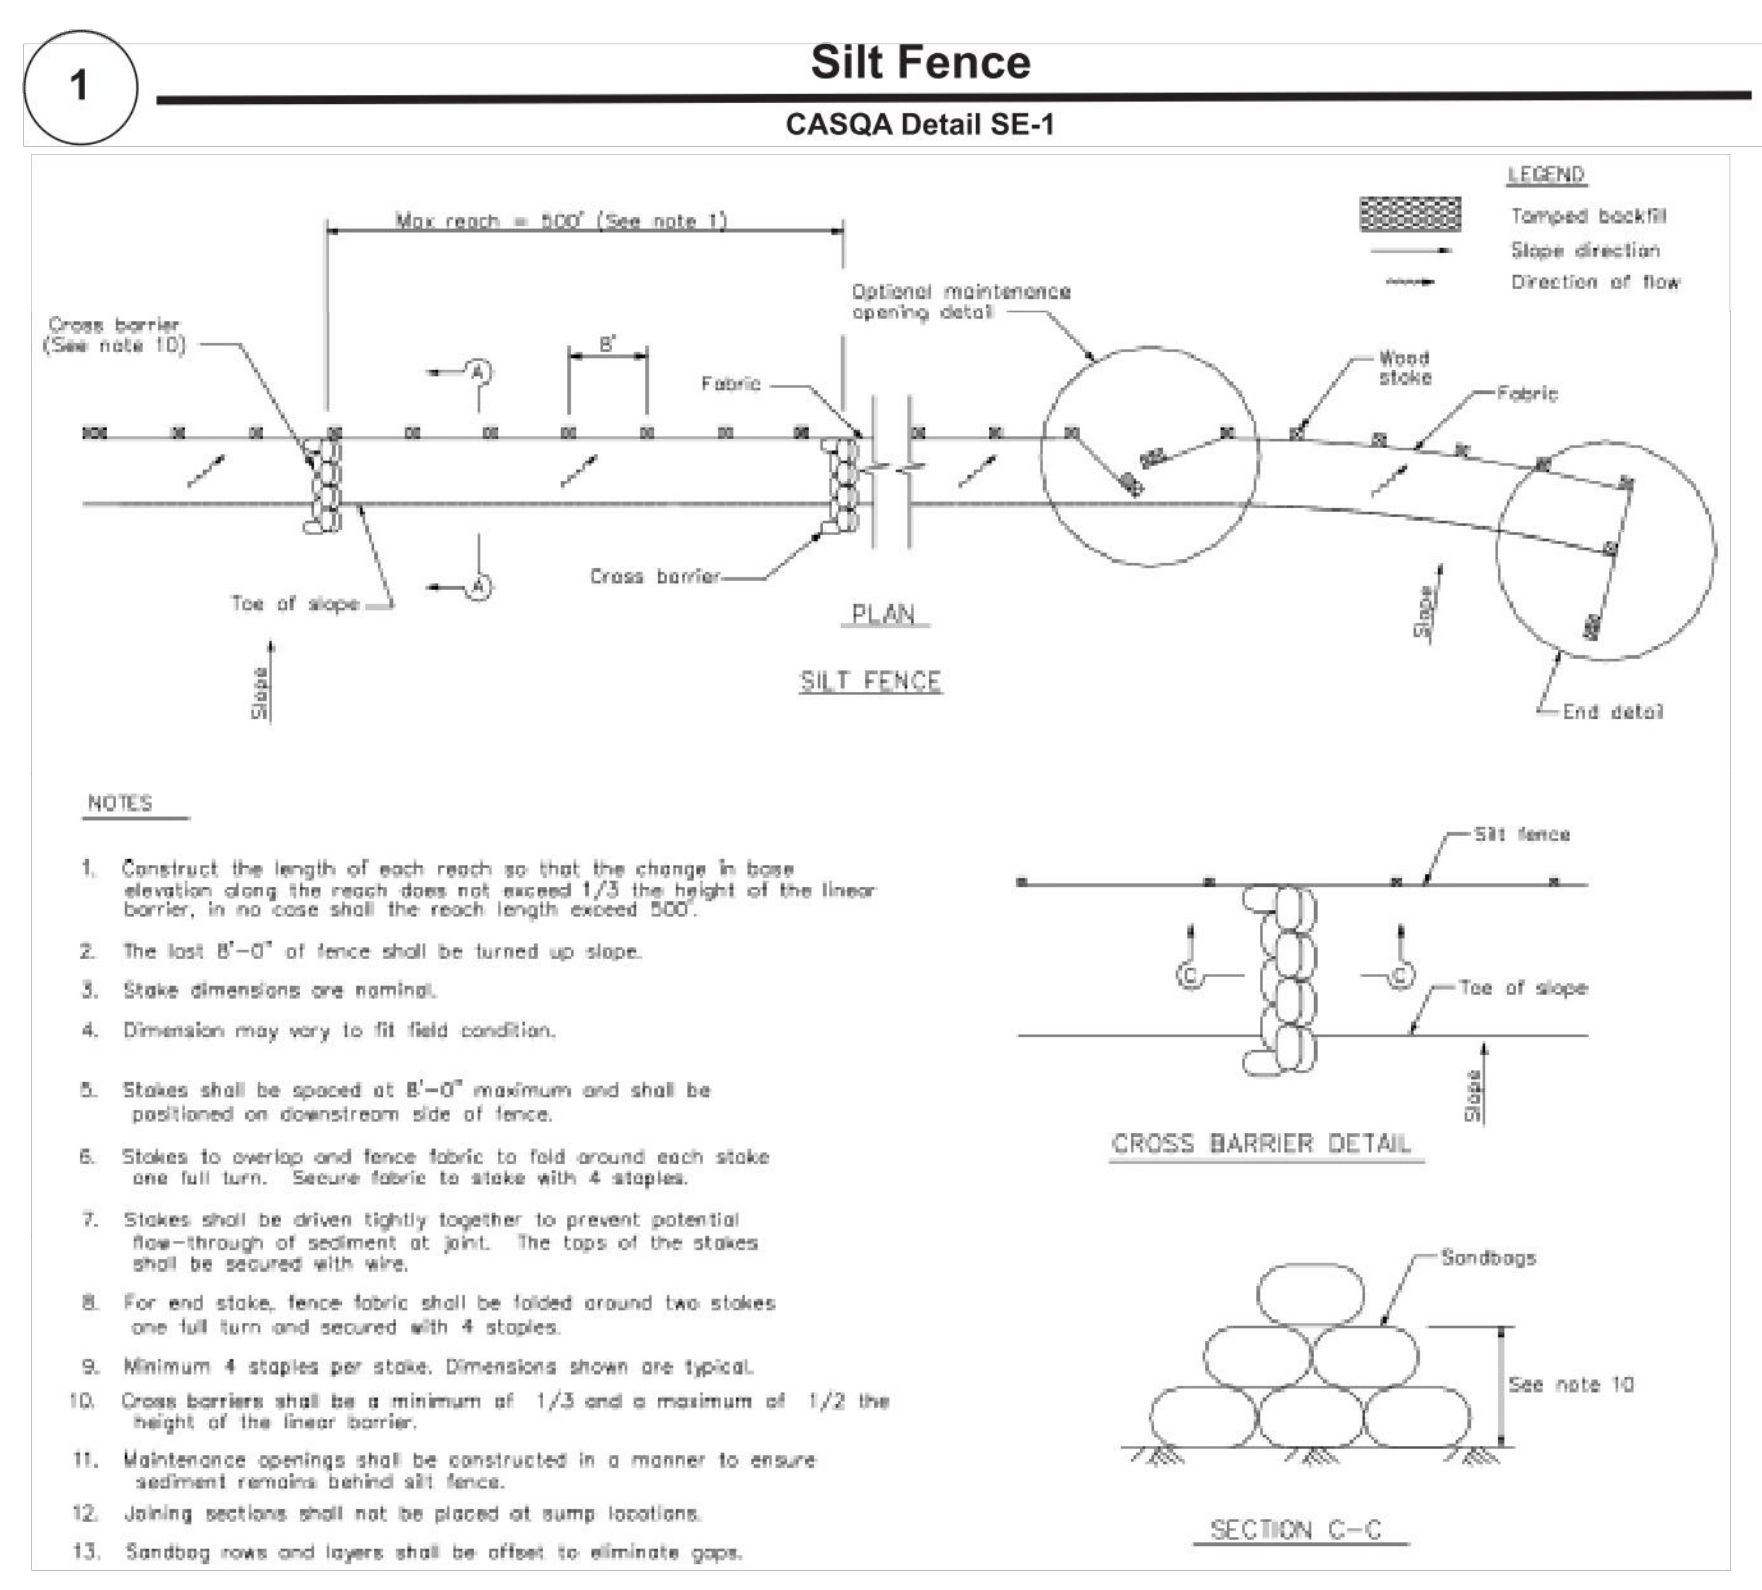 1
Silt Fence
CASQA Detail SE-1
LEGEND
Tamped backfill
Slope direction
Direction of flow
Max reach = 500' (See note 1)
Optional maintenance
opening detail
Cross barrier
(See note 10)
8'
A
Fabric
Wood
stake
Fabric
Cross barrier
A
Toe of slope
PLAN
Slope
Slope
SILT FENCE
End detail
NOTES
1. Construct the length of each reach so that the change in base
elevation along the reach does not exceed 1/3 the height of the linear
barrier, in no case shall the reach length exceed 500'.
2. The last 8'-0" of fence shall be turned up slope.
3. Stake dimensions are nominal.
4. Dimension may vary to fit field condition.
5. Stakes shall be spaced at 8'-0" maximum and shall be
positioned on downstream side of fence.
6. Stakes to overlap and fence fabric to fold around each stake
one full turn. Secure fabric to stake with 4 staples.
7. Stakes shall be driven tightly together to prevent potential
flow-through of sediment at joint. The tops of the stakes
shall be secured with wire.
8. For end stake, fence fabric shall be folded around two stakes
one full turn and secured with 4 staples.
9. Minimum 4 staples per stake. Dimensions shown are typical.
10. Cross barriers shall be a minimum of 1/3 and a maximum of 1/2 the
height of the linear barrier.
11. Maintenance openings shall be constructed in a manner to ensure
sediment remains behind silt fence.
12. Joining sections shall not be placed at sump locations.
13. Sandbag rows and layers shall be offset to eliminate gaps.
Silt fence
C
C
Toe of slope
Slope
CROSS BARRIER DETAIL
Sandbags
See note 10
SECTION C-C